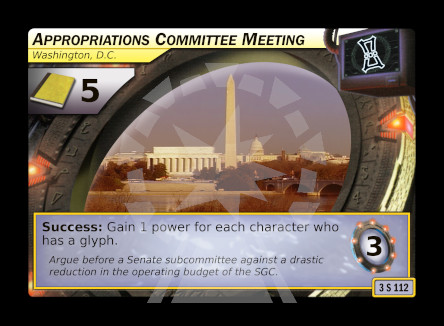 APPROPRIATIONS COMMITTEE MEETING
Washington, D.C.
5
Success: Gain 1 power for each character who
has a glyph.
Argue before a Senate subcommittee against a drastic
reduction in the operating budget of the SGC.
3
3 S 112